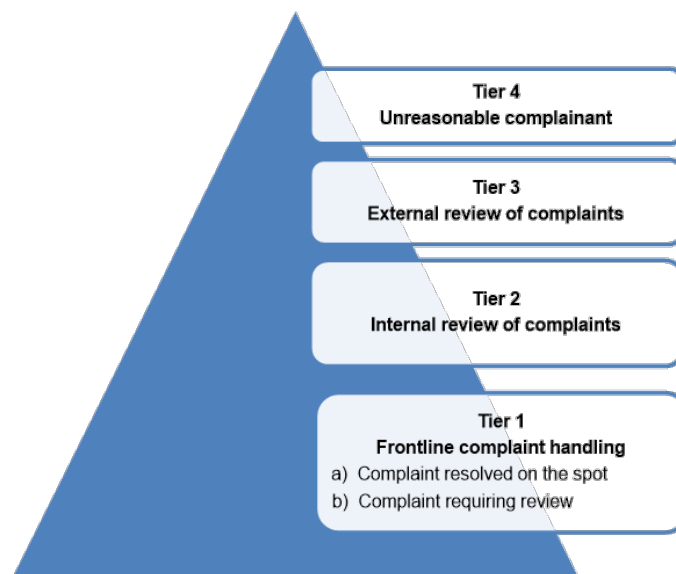 Tier 4
Unreasonable complainant
Tier 3
External review of complaints
Tier 2
Internal review of complaints
Tier 1
Frontline complaint handling
a) Complaint resolved on the spot
b) Complaint requiring review